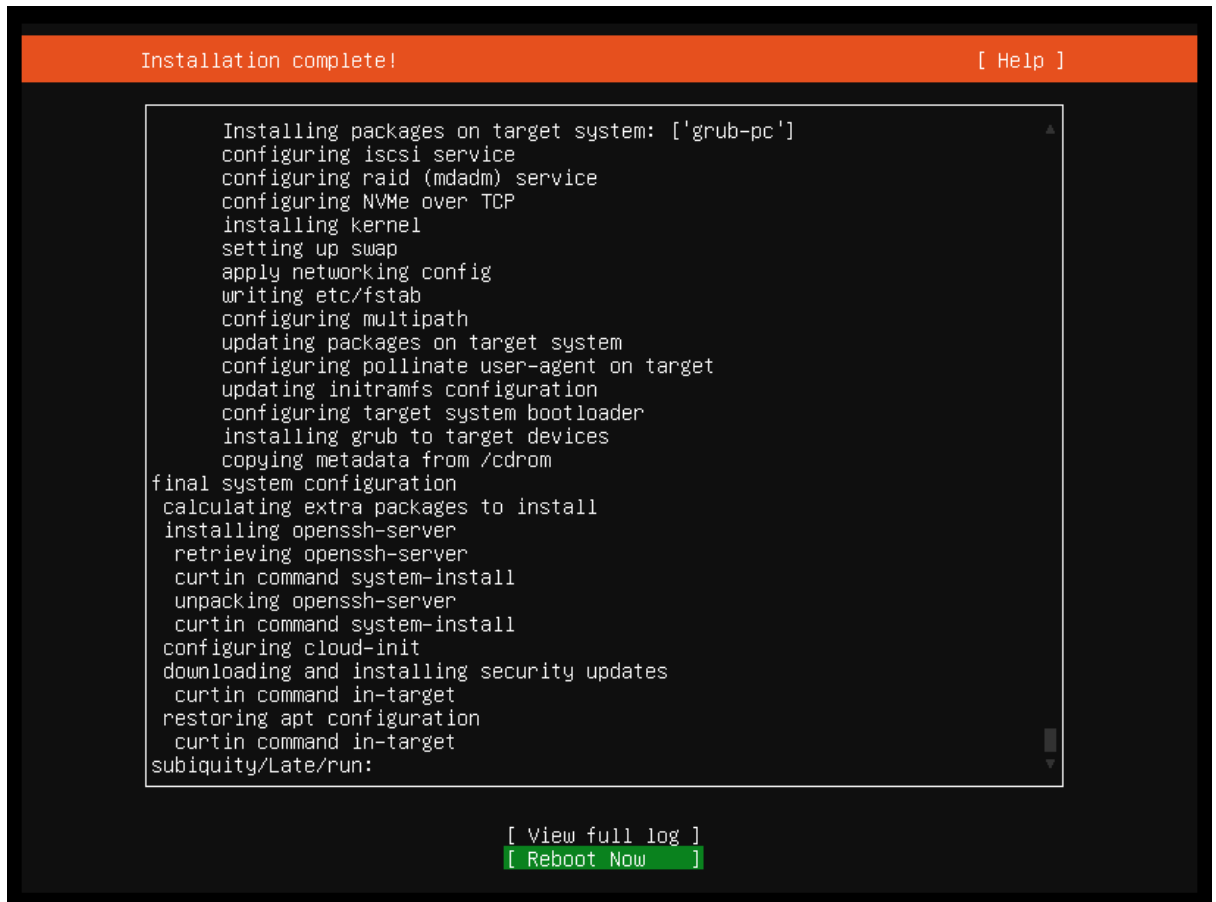 Installation complete!
[ Help ]
Installing packages on target system: ['grub-pc']
configuring iscsi service
configuring raid (mdadm) service
configuring NVMe over TCP
installing kernel
setting up swap
apply networking config
writing etc/fstab
configuring multipath
updating packages on target system
configuring pollinate user-agent on target
updating initramfs configuration
configuring target system bootloader
installing grub to target devices
copying metadata from /cdrom
final system configuration
calculating extra packages to install
installing openssh-server
retrieving openssh-server
curtin command system-install
unpacking openssh-server
curtin command system-install
configuring cloud-init
downloading and installing security updates
curtin command in-target
restoring apt configuration
curtin command in-target
subiquity/Late/run:
[ View full log ]
[ Reboot Now ]